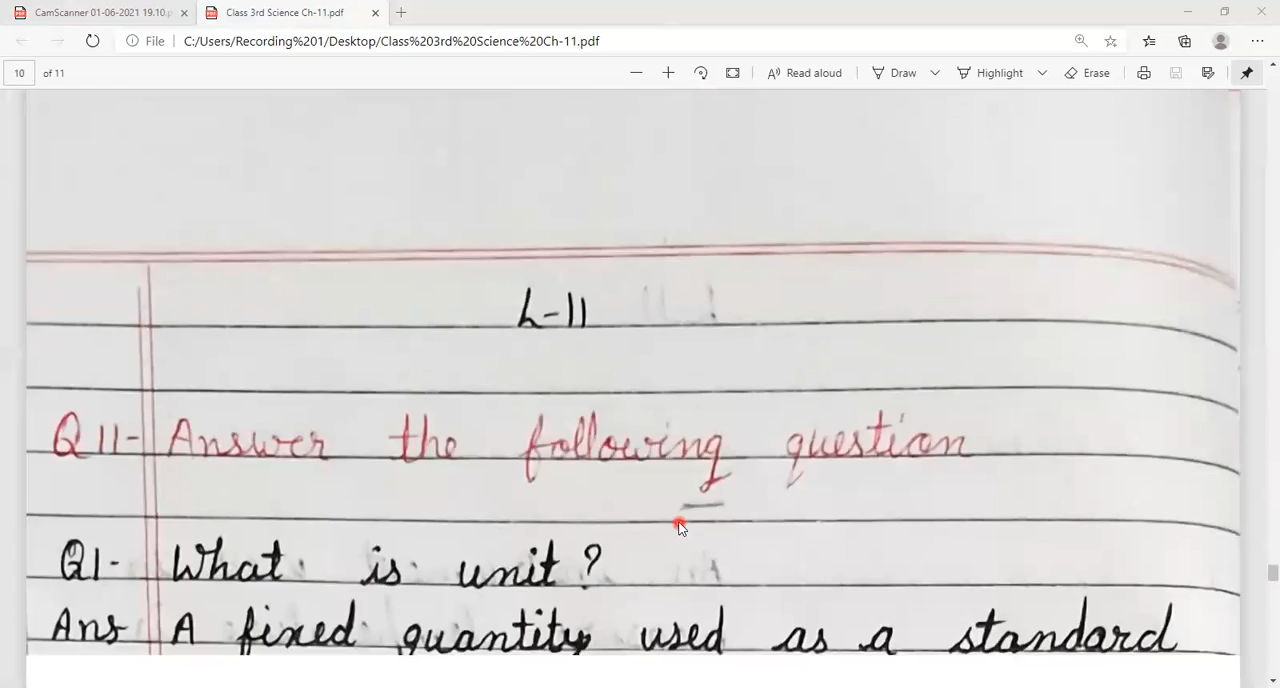 CamScanner 01-06-2021 19.10.p
Class 3rd Science Ch-11.pdf
File
C:/Users/Recording%201/Desktop/Class%203rd%20Science%20Ch-11.pdf
10 of 11
Read aloud
Draw
Highlight
Erase
L-11
Q11- Answer the following question
Q1- What is unit?
Ans A fixed quantity used as a standard